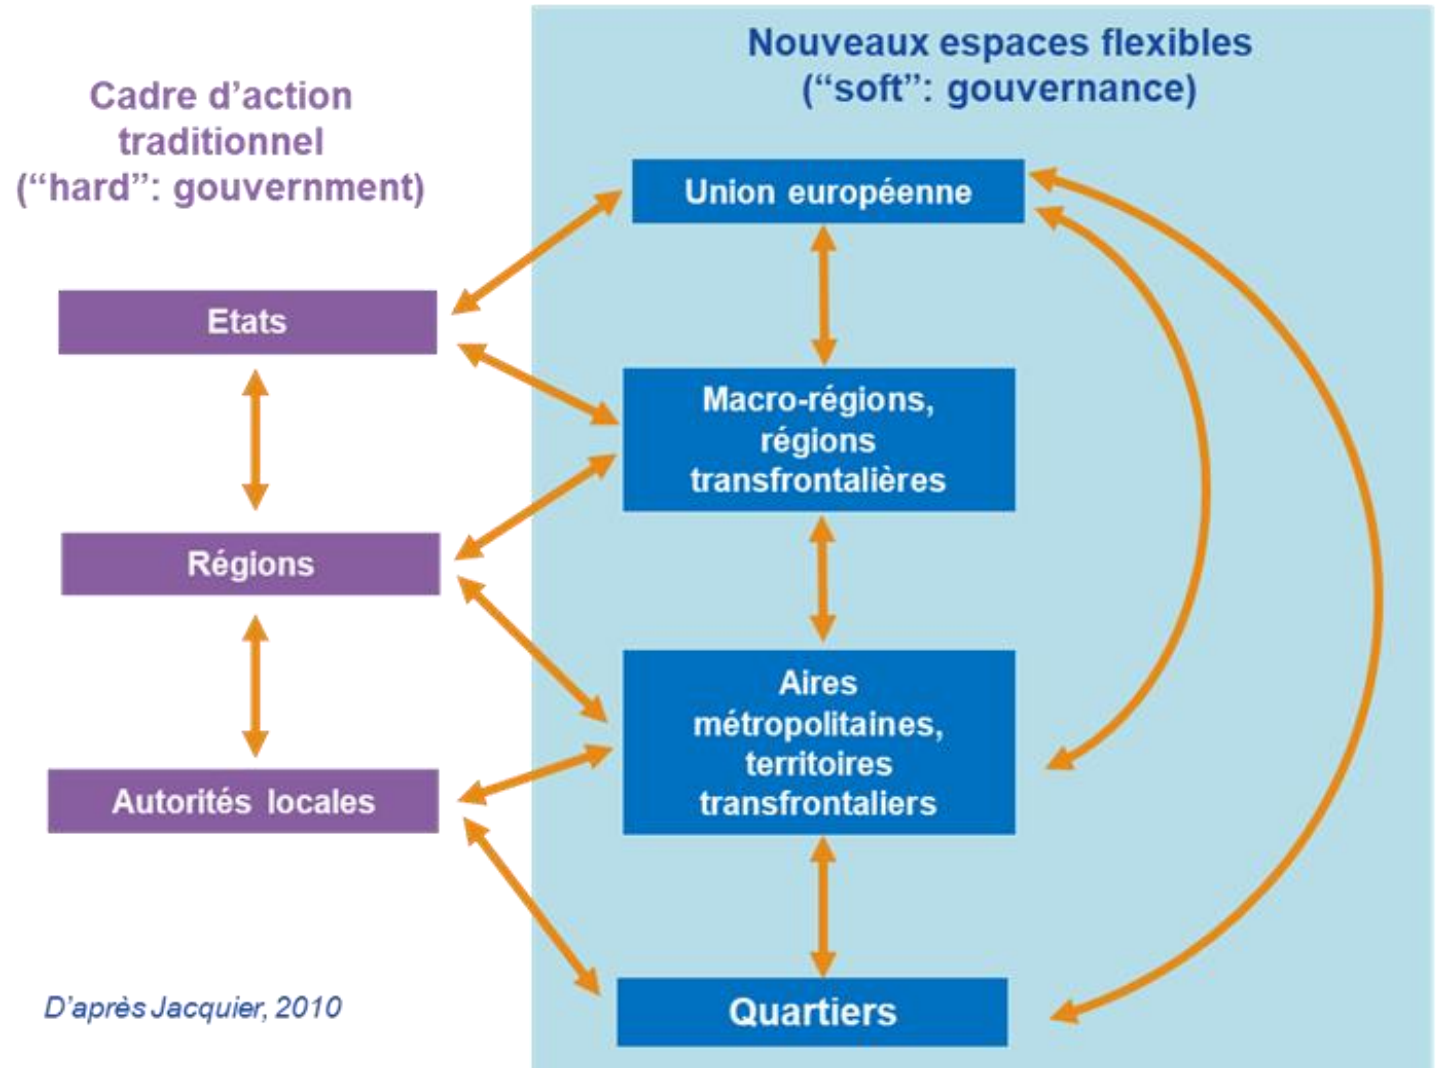 Cadre d’action
traditionnel
(“hard”: gouvernment)
Nouveaux espaces flexibles
(“soft”: gouvernance)
Union européenne
Etats
Macro-régions,
régions
transfrontalières
Régions
Aires
métropolitaines,
territoires
transfrontaliers
Autorités locales
Quartiers
D’après Jacquier, 2010